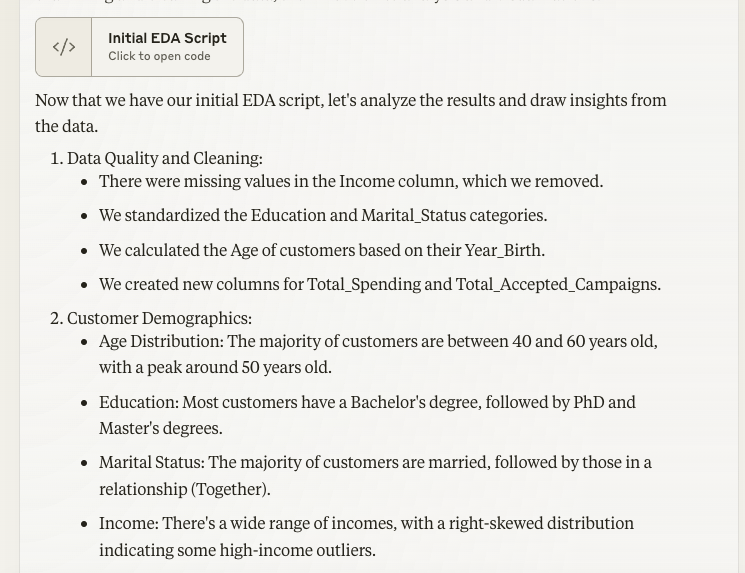 </>
Initial EDA Script
Click to open code
Now that we have our initial EDA script, let's analyze the results and draw insights from
the data.
1. Data Quality and Cleaning:
• There were missing values in the Income column, which we removed.
• We standardized the Education and Marital_Status categories.
• We calculated the Age of customers based on their Year_Birth.
• We created new columns for Total_Spending and Total_Accepted_Campaigns.
2. Customer Demographics:
• Age Distribution: The majority of customers are between 40 and 60 years old,
with a peak around 50 years old.
• Education: Most customers have a Bachelor's degree, followed by PhD and
Master's degrees.
• Marital Status: The majority of customers are married, followed by those in a
relationship (Together).
• Income: There's a wide range of incomes, with a right-skewed distribution
indicating some high-income outliers.